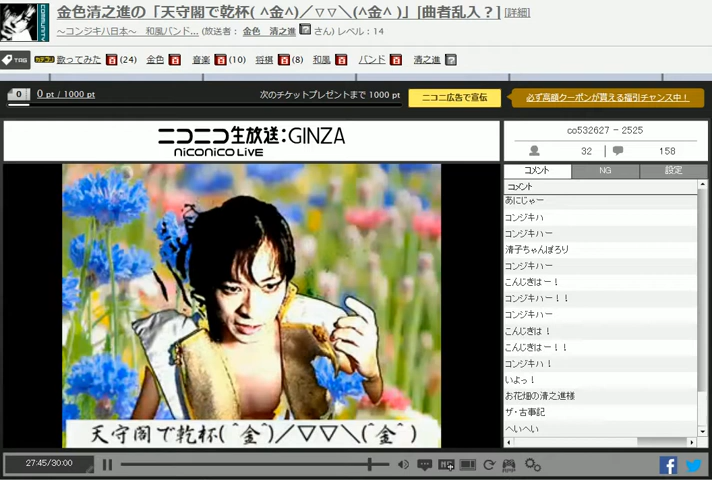 金色清之進の「天守閣で乾杯( ^金^)／▽▽＼(^金^ )」[曲者乱入？] [詳細]
COMMUNITY
～コンジキハ日本～　和風バンド... (放送者： 金色　清之進 さん) レベル：14
TAG カテゴリ 歌ってみた (24) 金色 音楽 (10) 将棋 (8) 和風 バンド 清之進
0 0 pt / 1000 pt 次のチケットプレゼントまで 1000 pt ニコニコ広告で宣伝 必ず高額クーポンが貰える福引チャンス中！
ニコニコ生放送:GINZA
niconico Live
co532627 - 2525
32 | 158
コメント NG 設定
コメント
あにじゃー
コンジキハ
コンジキハー
清子ちゃんぽろり
コンジキハー
こんじきはー！
コンジキハー！！
コンジキハー
こんじきは！
こんじきはー！！
コンジキハ！
いよっ！
お花畑の清之進様
ザ・古事記
へいへい
天守閣で乾杯( ^金^)／▽▽＼(^金^ )
27:45/30:00